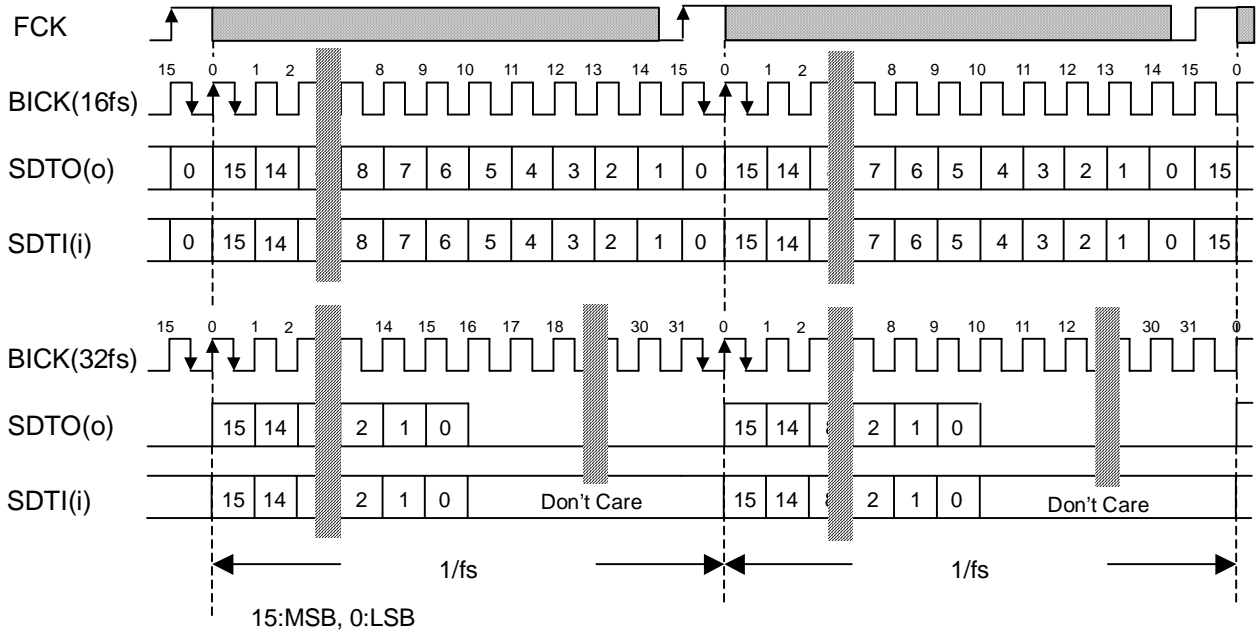 FCK
15 0 1 2 8 9 10 11 12 13 14 15 0 1 2 8 9 10 11 12 13 14 15 0
BICK(16fs)
SDTO(o) 0 15 14 8 7 6 5 4 3 2 1 0 15 14 7 6 5 4 3 2 1 0 15
SDTI(i) 0 15 14 8 7 6 5 4 3 2 1 0 15 14 7 6 5 4 3 2 1 0 15
15 0 1 2 14 15 16 17 18 30 31 0 1 2 8 9 10 11 12 30 31 0
BICK(32fs)
SDTO(o) 15 14 2 1 0 15 14 2 1 0
SDTI(i) 15 14 2 1 0 Don't Care 15 14 2 1 0 Don't Care
1/fs 1/fs
15:MSB, 0:LSB